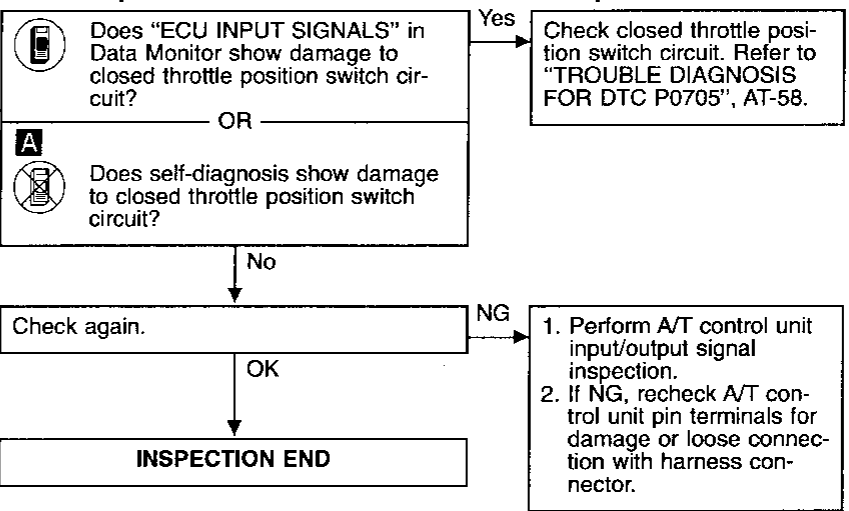 Does “ECU INPUT SIGNALS” in
Data Monitor show damage to
closed throttle position switch cir-
cuit?
Yes
Check closed throttle posi-
tion switch circuit. Refer to
“TROUBLE DIAGNOSIS
FOR DTC P0705”, AT-58.
OR
A
Does self-diagnosis show damage
to closed throttle position switch
circuit?
No
Check again.
NG
1. Perform A/T control unit
input/output signal
inspection.
2. If NG, recheck A/T con-
trol unit pin terminals for
damage or loose connec-
tion with harness con-
nector.
OK
INSPECTION END